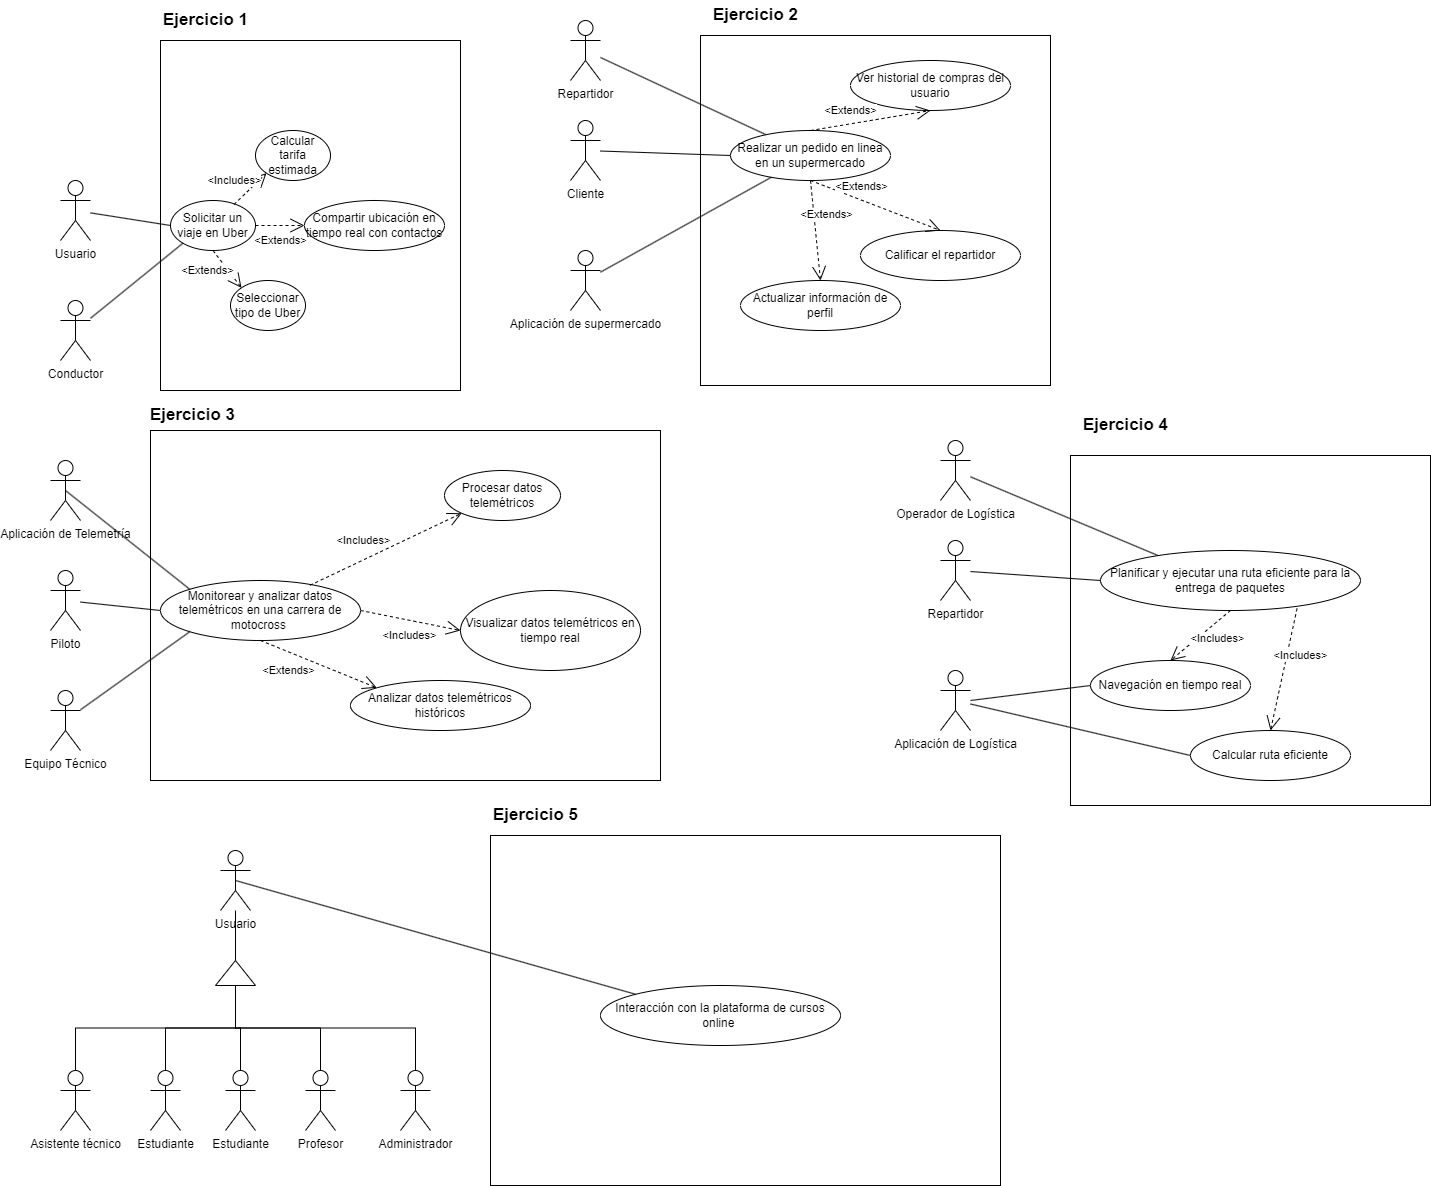 Ejercicio 1
Calcular
tarifa
estimada
<Includes>
Solicitar un
viaje en Uber
Compartir ubicación en
tiempo real con contactos
<Extends>
<Extends>
Seleccionar
tipo de Uber
Usuario
Conductor
Ejercicio 2
Repartidor
Cliente
Aplicación de supermercado
Ver historial de compras del
usuario
<Extends>
Realizar un pedido en linea
en un supermercado
<Extends>
<Extends>
Calificar el repartidor
Actualizar información de
perfil
Ejercicio 3
Aplicación de Telemetría
Piloto
Equipo Técnico
Procesar datos
telemétricos
<Includes>
Monitorear y analizar datos
telemétricos en una carrera de
motocross
Visualizar datos telemétricos en
tiempo real
<Includes>
<Extends>
Analizar datos telemétricos
históricos
Ejercicio 4
Operador de Logística
Repartidor
Aplicación de Logística
Planificar y ejecutar una ruta eficiente para la
entrega de paquetes
<Includes>
<Includes>
Navegación en tiempo real
Calcular ruta eficiente
Ejercicio 5
Usuario
Interacción con la plataforma de cursos
online
Asistente técnico
Estudiante
Estudiante
Profesor
Administrador